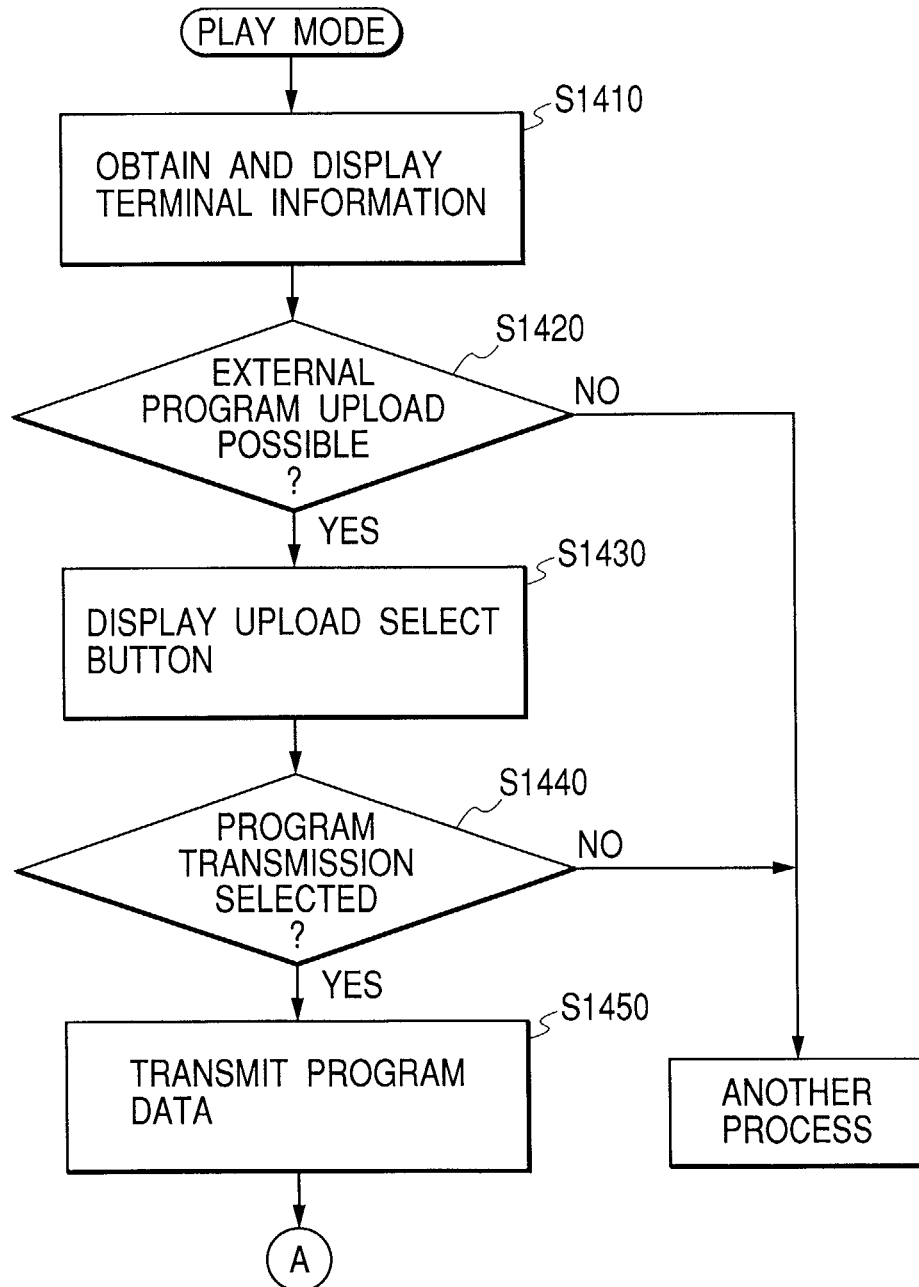 PLAY MODE
S1410
OBTAIN AND DISPLAY
TERMINAL INFORMATION
S1420
EXTERNAL
PROGRAM UPLOAD
POSSIBLE
?
NO
YES
S1430
DISPLAY UPLOAD SELECT
BUTTON
S1440
PROGRAM
TRANSMISSION
SELECTED
?
NO
YES
S1450
TRANSMIT PROGRAM
DATA
ANOTHER
PROCESS
A